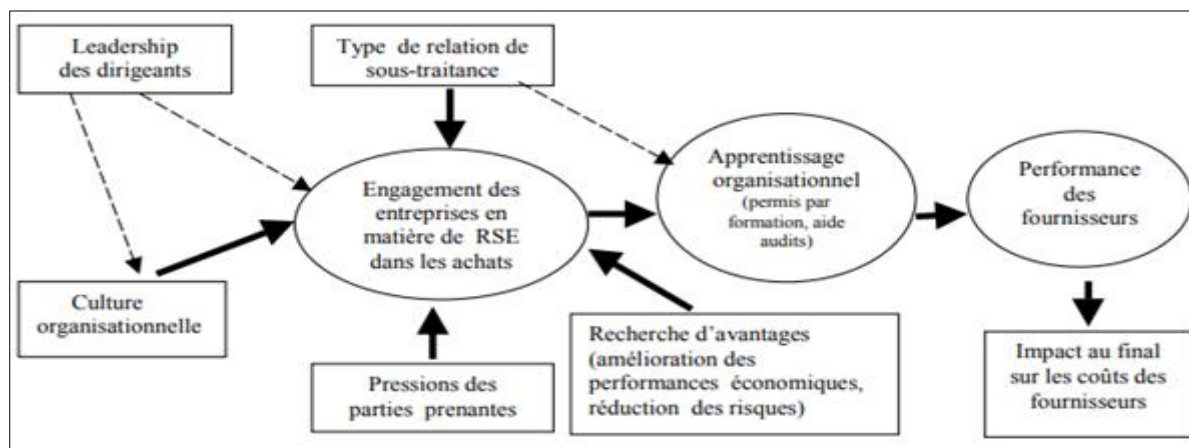 Leadership
des dirigeants
Type de relation de
sous-traitance
Engagement des
entreprises en
matière de RSE
dans les achats
Apprentissage
organisationnel
(permis par
formation, aide
audits)
Performance
des
fournisseurs
Culture
organisationnelle
Pressions des
parties prenantes
Recherche d'avantages
(amélioration des
performances économiques,
réduction des risques)
Impact au final
sur les coûts des
fournisseurs